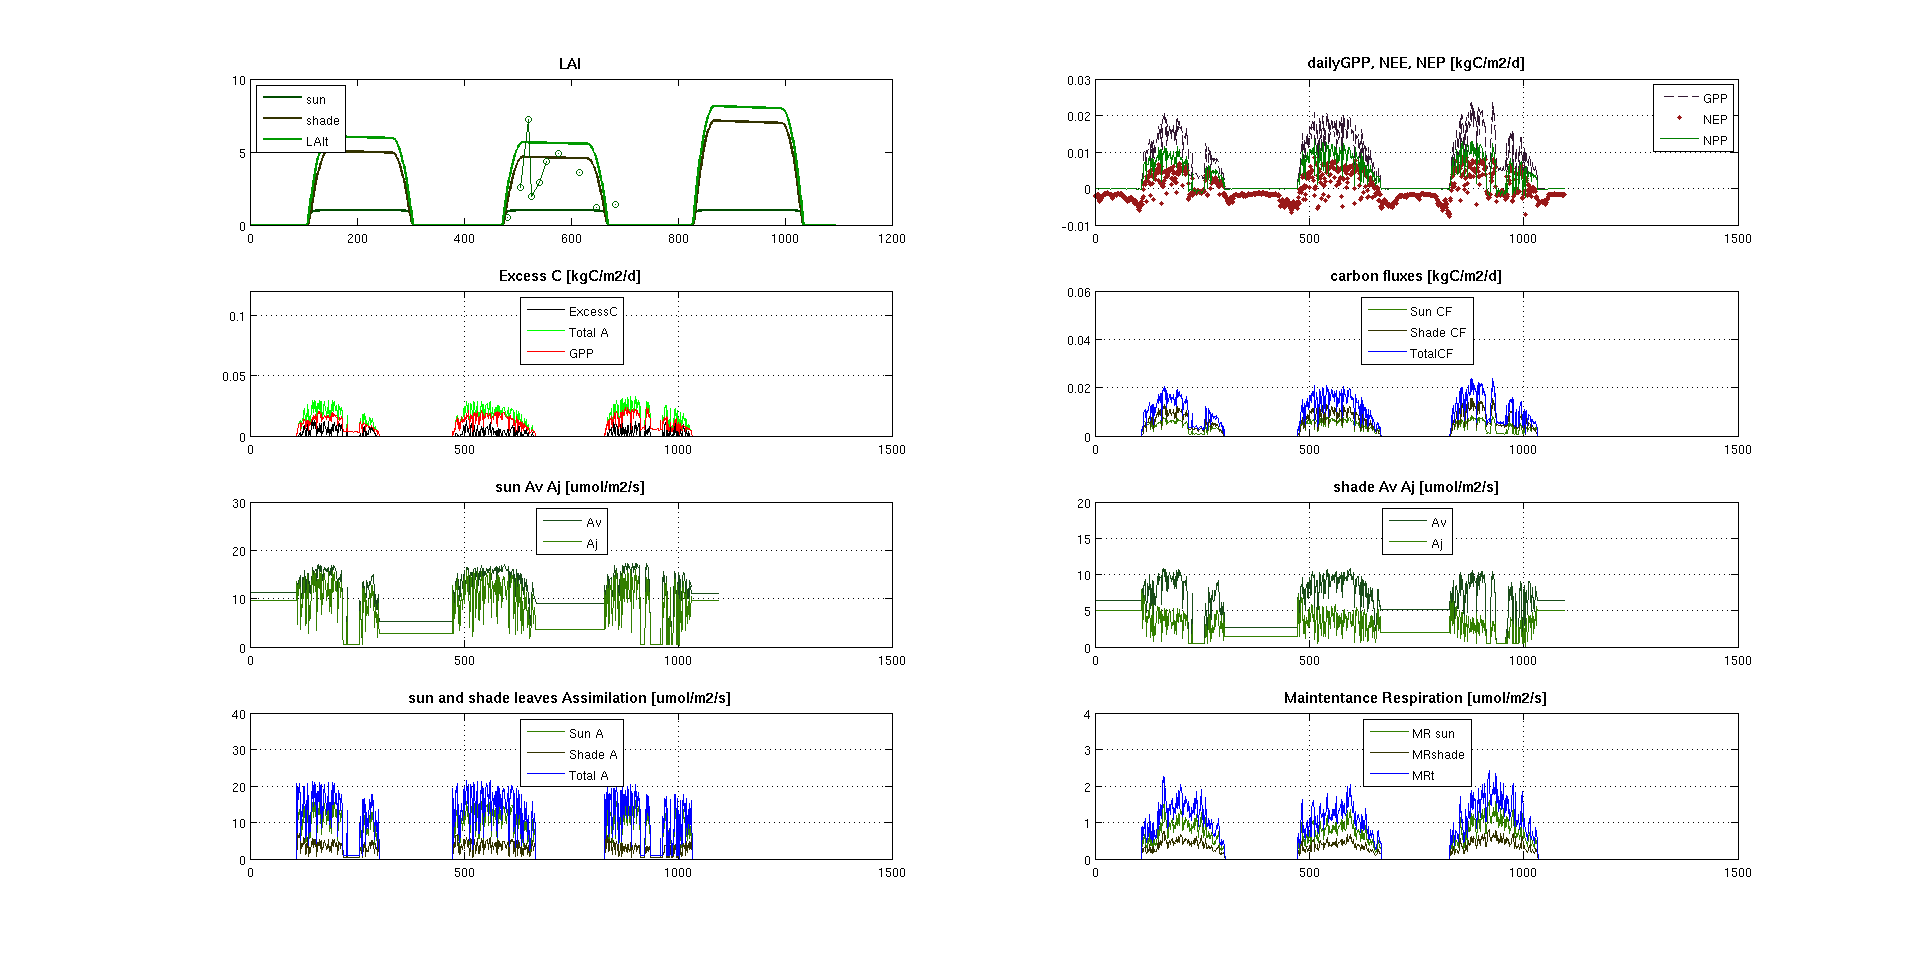 LAI
10
5
0
sun
shade
LAIt
0 200 400 600 800 1000 1200
dailyGPP, NEE, NEP [kgC/m2/d]
0.03
0.02
0.01
0
-0.01
GPP
NEP
NPP
0 500 1000 1500
Excess C [kgC/m2/d]
0.1
0.05
0
ExcessC
Total A
GPP
0 500 1000 1500
carbon fluxes [kgC/m2/d]
0.06
0.04
0.02
0
Sun CF
Shade CF
TotalCF
0 500 1000 1500
sun Av Aj [umol/m2/s]
30
20
10
0
Av
Aj
0 500 1000 1500
shade Av Aj [umol/m2/s]
20
15
10
5
0
Av
Aj
0 500 1000 1500
sun and shade leaves Assimilation [umol/m2/s]
40
30
20
10
0
Sun A
Shade A
Total A
0 500 1000 1500
Maintentance Respiration [umol/m2/s]
4
3
2
1
0
MR sun
MRshade
MRt
0 500 1000 1500